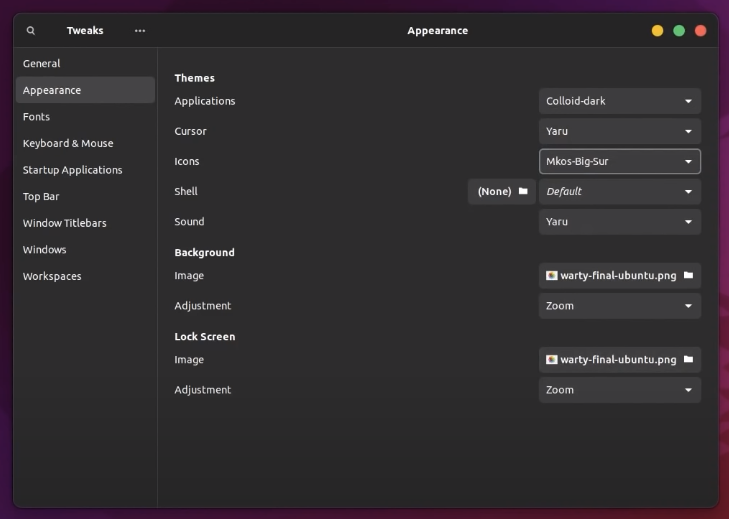 Tweaks
Appearance
General
Appearance
Fonts
Keyboard & Mouse
Startup Applications
Top Bar
Window Titlebars
Windows
Workspaces
Themes
Applications Colloid-dark
Cursor Yaru
Icons Mkos-Big-Sur
Shell (None) Default
Sound Yaru
Background
Image warty-final-ubuntu.png
Adjustment Zoom
Lock Screen
Image warty-final-ubuntu.png
Adjustment Zoom